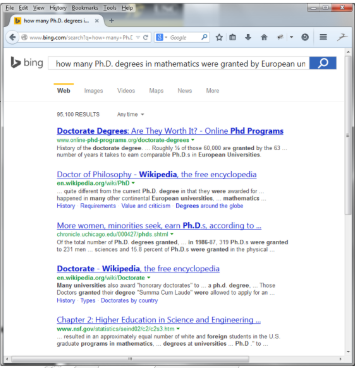 File Edit View History Bookmarks Tools Help
how many Ph.D. degrees i...
www.bing.com/search?q=how+many+Ph.
Google
bing
how many Ph.D. degrees in mathematics were granted by European un
Web Images Videos Maps News More
95,100 RESULTS Any time
Doctorate Degrees: Are They Worth It? - Online Phd Programs
www.online-phd-programs.org/doctorate-degrees
History of the doctorate degree. ... Roughly ⅓ of those 60,000 are granted by the 63 ...
number of years it takes to earn comparable Ph.D.s in European Universities.
Doctor of Philosophy - Wikipedia, the free encyclopedia
en.wikipedia.org/wiki/PhD
... quite different from the current Ph.D. degree in that they were awarded for ...
happened in many other continental European universities, ... mathematics ...
History Requirements Value and criticism Degrees around the globe
More women, minorities seek, earn Ph.D.s, according to ...
chronicle.uchicago.edu/000427/phds.shtml
Of the total number of Ph.D. degrees granted, ... in 1986-87, 319 Ph.D.s were granted
to 231 men ... sciences and 15.8 percent of Ph.D.s were granted in the physical ...
Doctorate - Wikipedia, the free encyclopedia
en.wikipedia.org/wiki/Doctorate
Many universities also award "honorary doctorates" to ... a ph.d. degree. ... Those
Doctors granted their degree "Summa Cum Laude" were allowed to apply for an ...
History Types Doctorates by country
Chapter 2: Higher Education in Science and Engineering ...
www.nsf.gov/statistics/seind02/c2/c2s3.htm
... resulted in an approximately equal number of white and foreign students in the U.S.
graduate programs in mathematics. ... degrees at universities ... Ph.D. " to ...